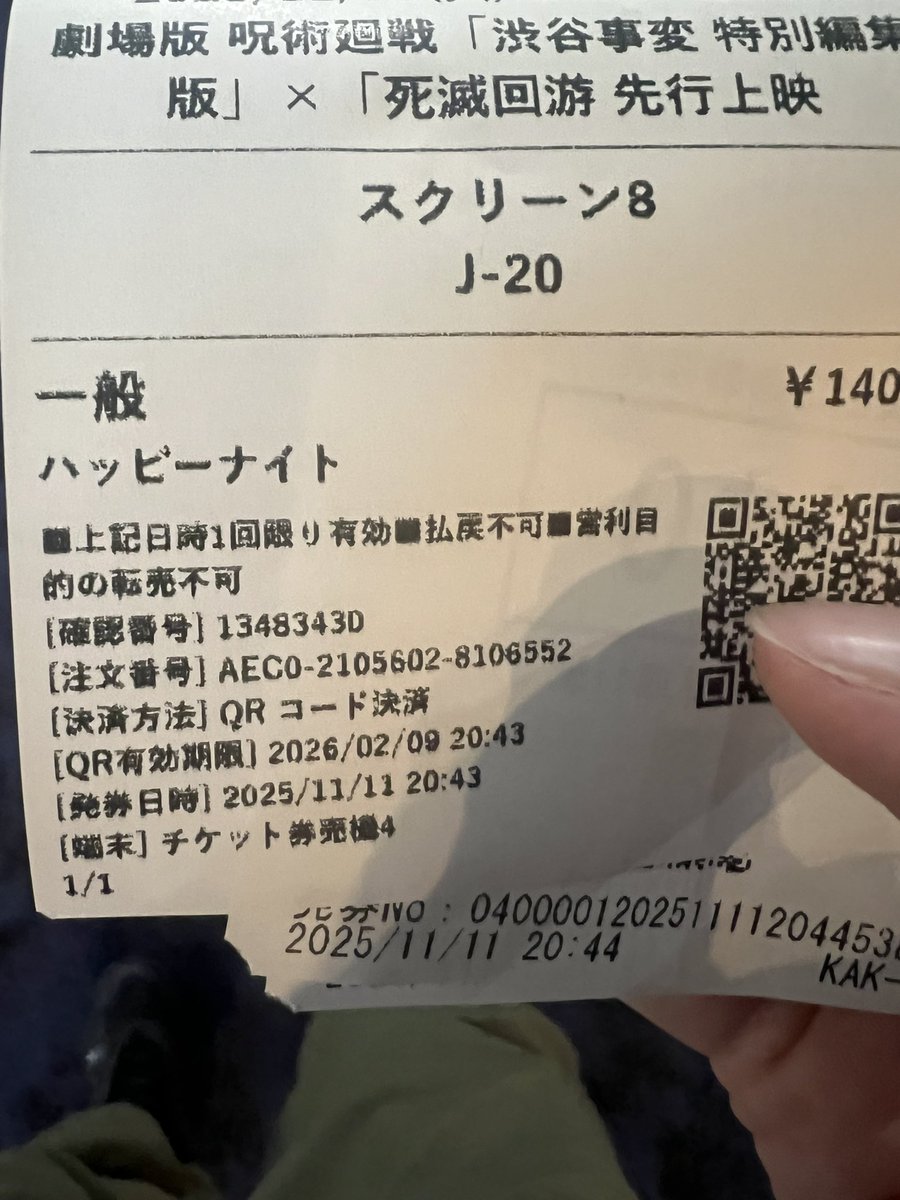 劇場版 呪術廻戦「渋谷事変 特別編集
版」×「死滅回游 先行上映
スクリーン8
J-20
一般
¥140
ハッピーナイト
■上記日時1回限り有効■払戻不可■営利目
的の転売不可
[確認番号] 1348343D
[注文番号] AEC0-2105602-8106552
[決済方法] QR コード決済
[QR有効期限] 2026/02/09 20:43
[発券日時] 2025/11/11 20:43
[端末] チケット券売機4
1/1
No : 0400001202511111204453
2025/11/11 20:44
KAK-